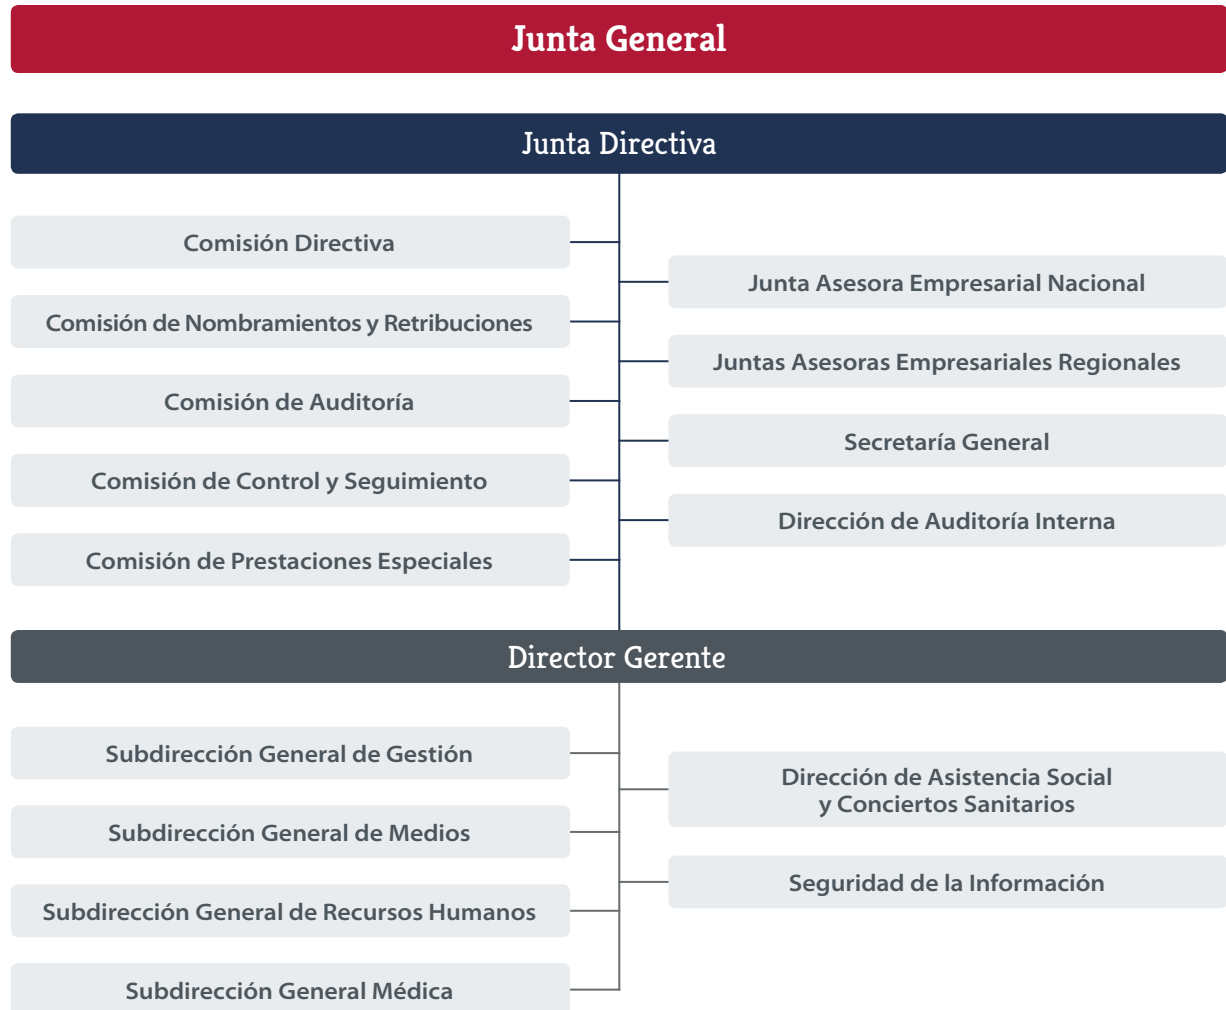 Junta General
Junta Directiva
Comisión Directiva
Junta Asesora Empresarial Nacional
Comisión de Nombramientos y Retribuciones
Juntas Asesoras Empresariales Regionales
Comisión de Auditoría
Secretaría General
Comisión de Control y Seguimiento
Dirección de Auditoría Interna
Comisión de Prestaciones Especiales
Director Gerente
Subdirección General de Gestión
Dirección de Asistencia Social
y Conciertos Sanitarios
Subdirección General de Medios
Seguridad de la Información
Subdirección General de Recursos Humanos
Subdirección General Médica